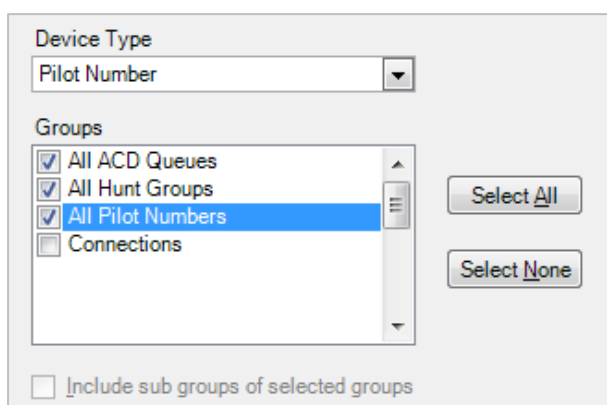 Device Type
Pilot Number
Groups
All ACD Queues
All Hunt Groups
All Pilot Numbers
Connections
Select All
Select None
Include sub groups of selected groups